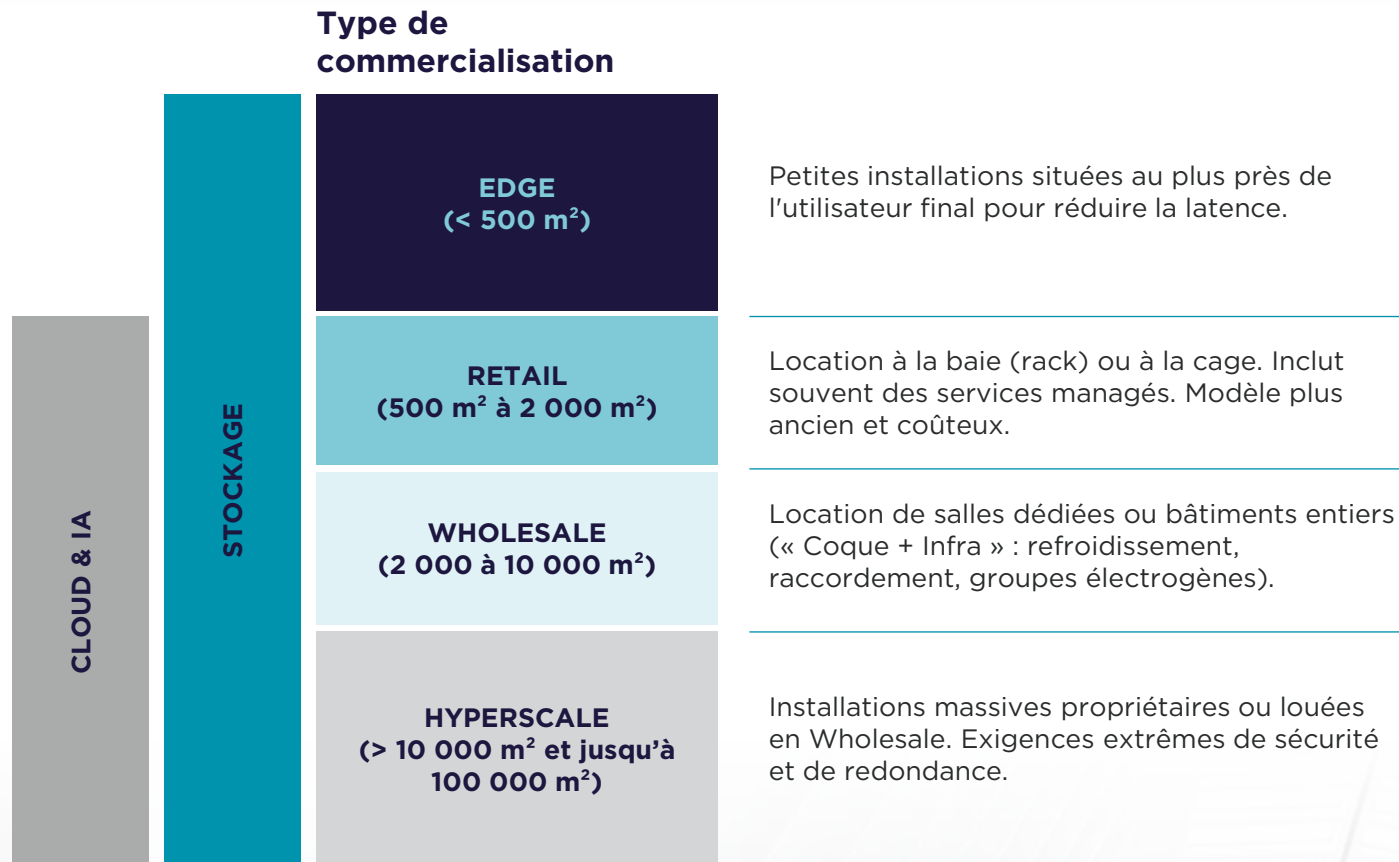 Type de
commercialisation
CLOUD & IA
STOCKAGE
EDGE
(< 500 m²)
Petites installations situées au plus près de
l'utilisateur final pour réduire la latence.
RETAIL
(500 m² à 2 000 m²)
Location à la baie (rack) ou à la cage. Inclut
souvent des services managés. Modèle plus
ancien et coûteux.
WHOLESALE
(2 000 à 10 000 m²)
Location de salles dédiées ou bâtiments entiers
(« Coque + Infra » : refroidissement,
raccordement, groupes électrogènes).
HYPERSCALE
(> 10 000 m² et jusqu’à
100 000 m²)
Installations massives propriétaires ou louées
en Wholesale. Exigences extrêmes de sécurité
et de redondance.